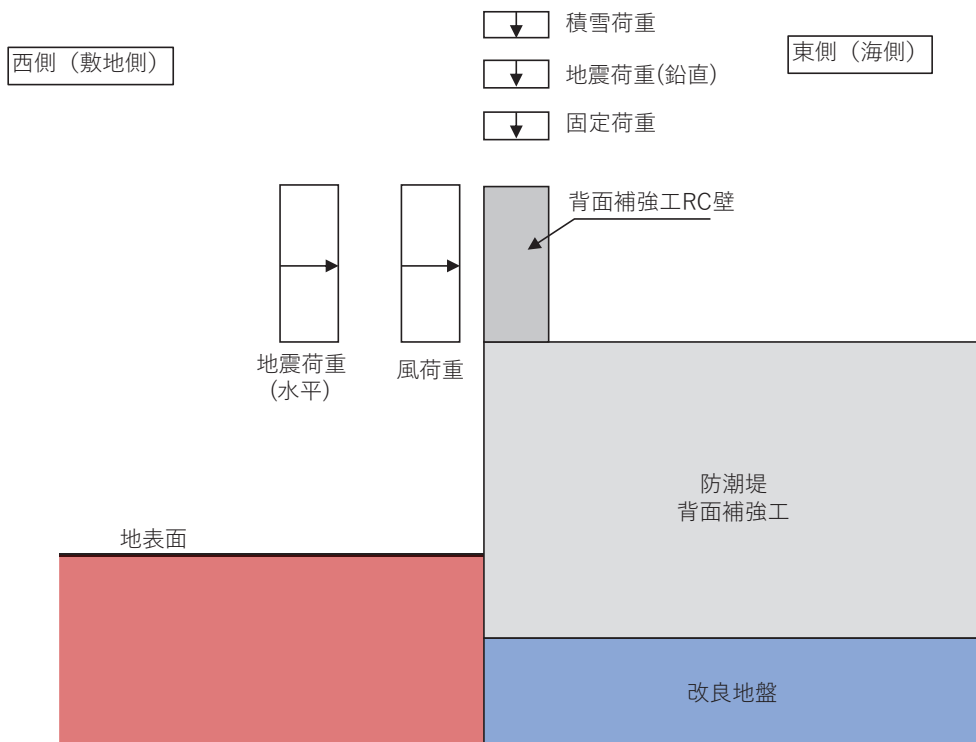 積雪荷重
西側（敷地側）
東側（海側）
地震荷重(鉛直)
固定荷重
背面補強工RC壁
地震荷重
(水平)
風荷重
防潮堤
背面補強工
地表面
改良地盤